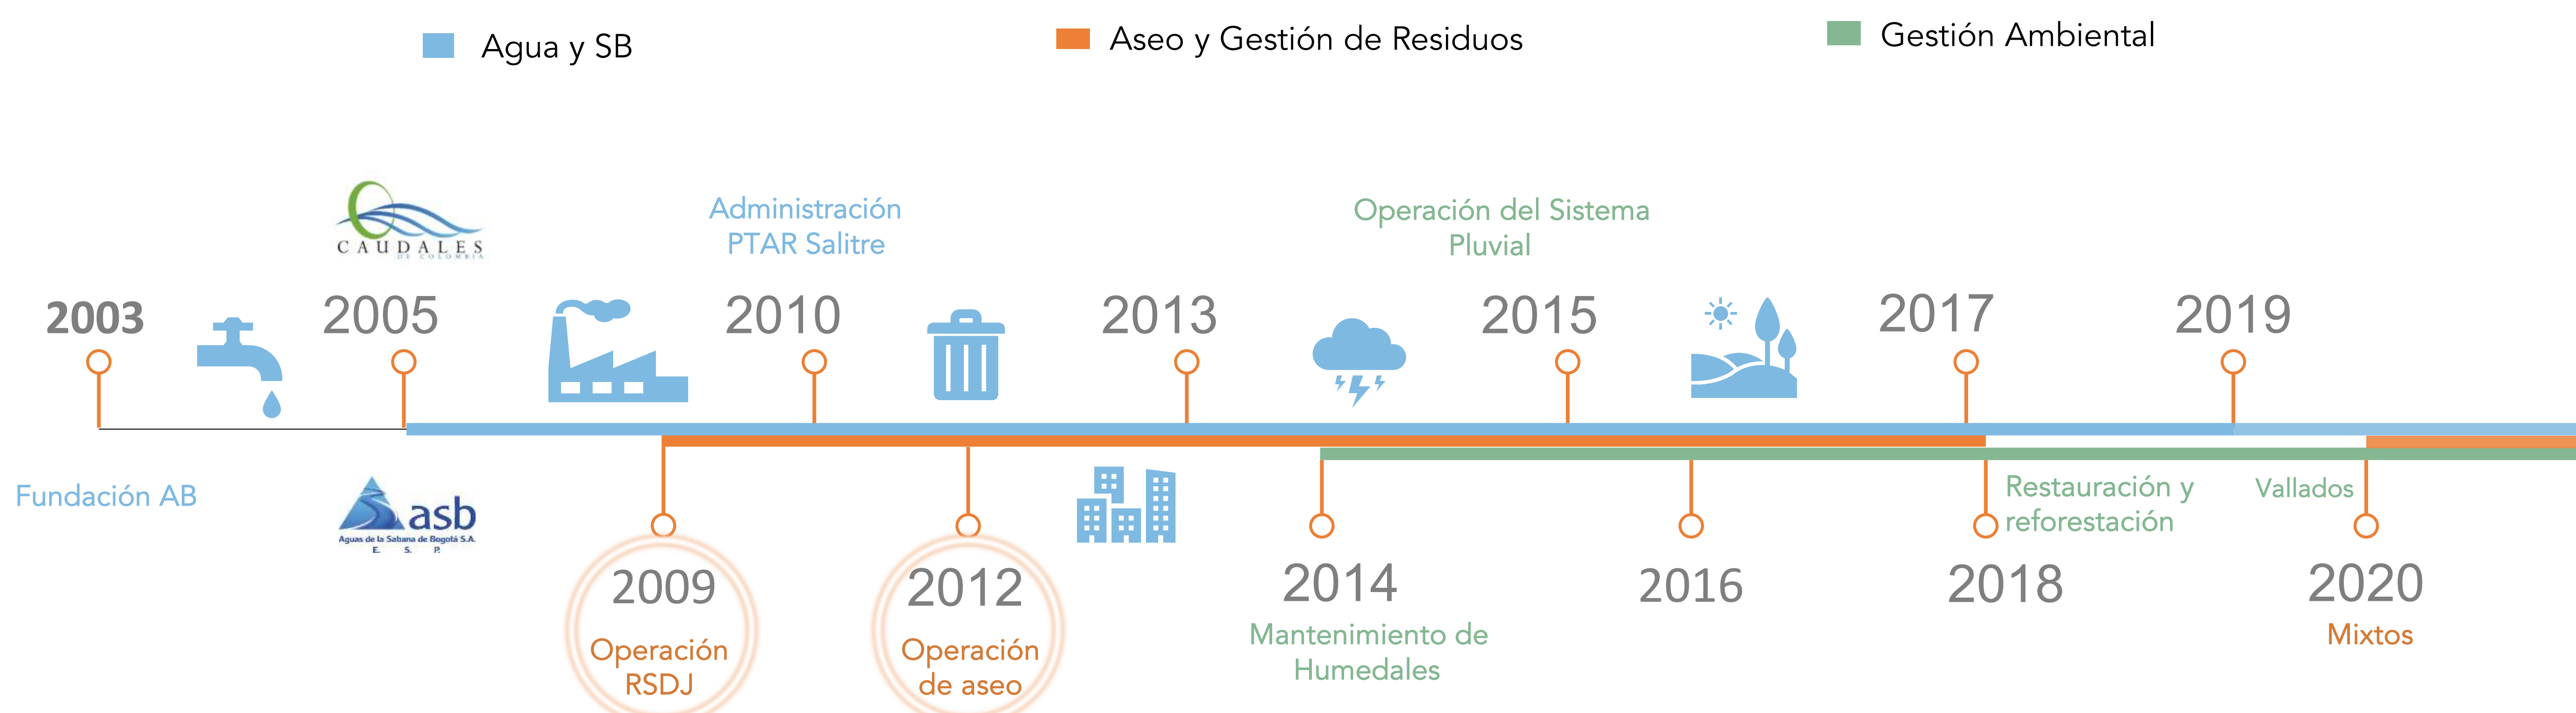 Agua y SB
Aseo y Gestión de Residuos
Gestión Ambiental
CAUDALES
DE COLOMBIA
Administración
PTAR Salitre
Operación del Sistema
Pluvial
2003
2005
2010
2013
2015
2017
2019
Fundación AB
asb
Aguas de la Sabana de Bogotá S.A.
E. S. P.
Restauración y
reforestación
Vallados
2009
Operación
RSDJ
2012
Operación
de aseo
2014
Mantenimiento de
Humedales
2016
2018
2020
Mixtos